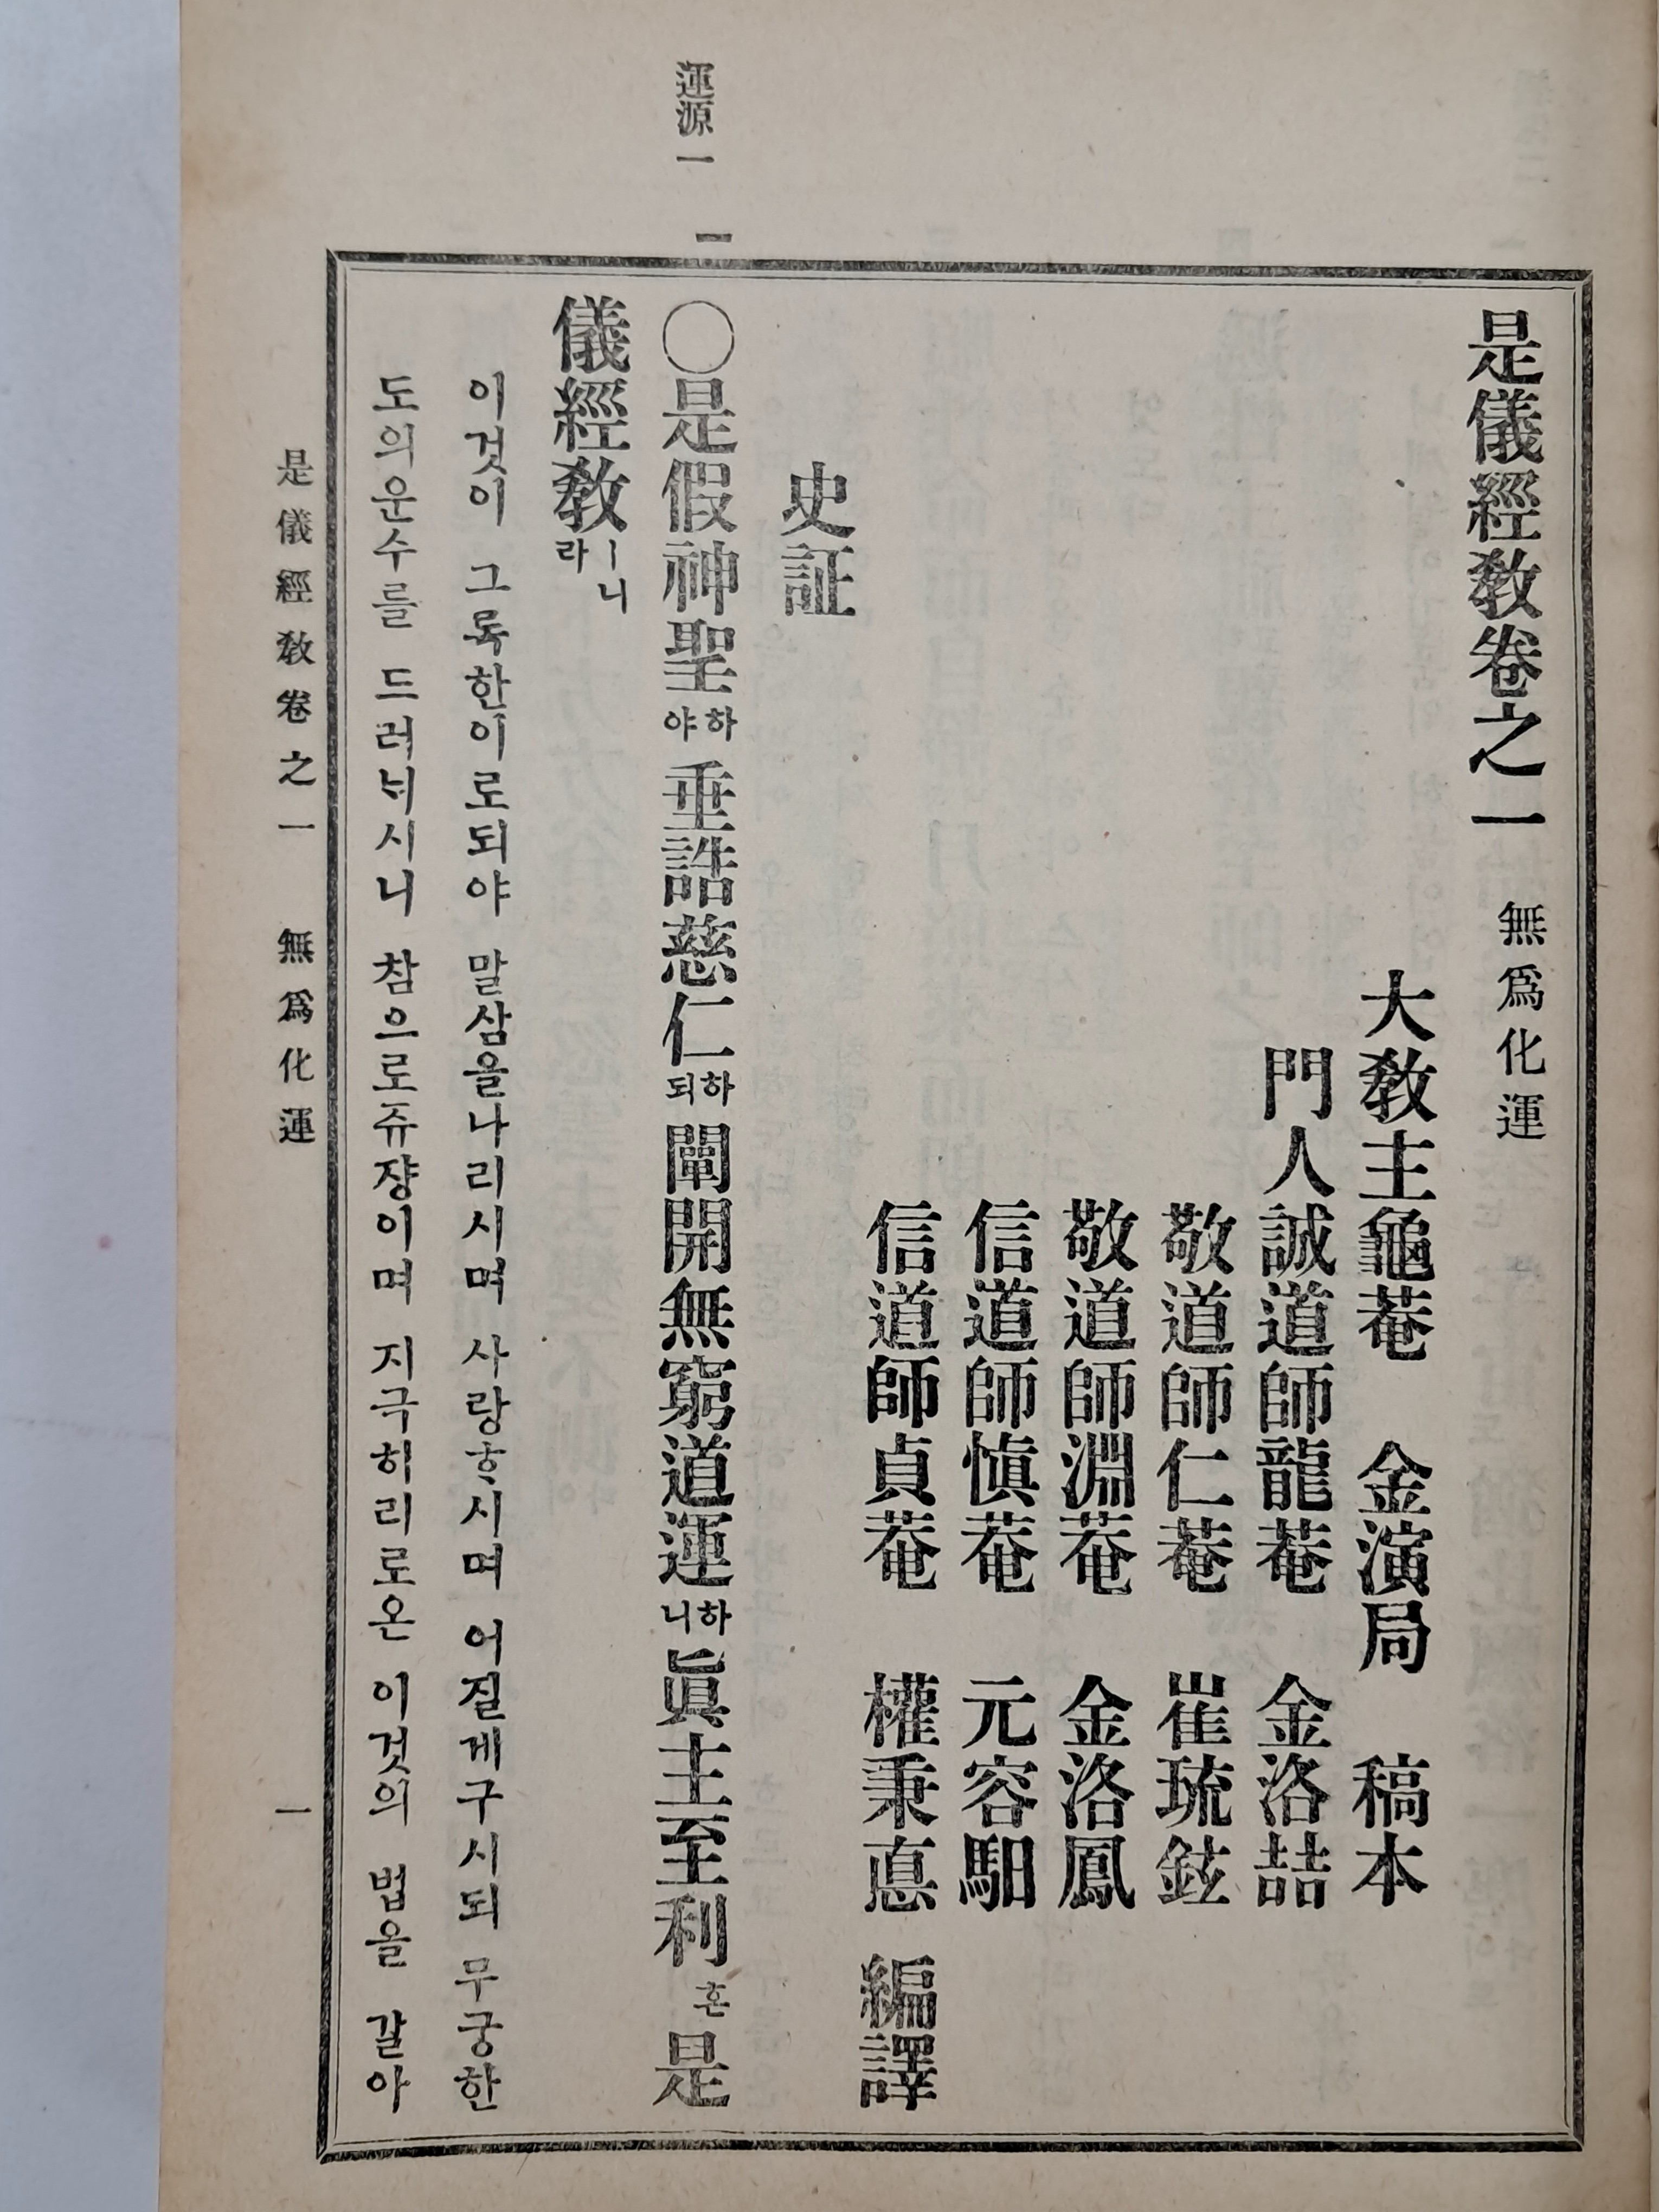 是儀經敎卷之一 無爲化運
大敎主龜菴 金演局 稿本
門人誠道師龍菴 金洛喆
敬道師仁菴 崔琉鉉
敬道師淵菴 金洛鳳
信道師愼菴 元容馹
信道師貞菴 權秉悳 編譯
史証
運源一 一
○是假神聖하야垂誥慈仁하되闡開無窮道運하니眞主至利혼是
儀經敎ㅣ니라
이것이 그륵한이로되야 말삼을나리시며 사랑ᄒᆞ시며 어질게구시되 무궁한
도의운수를 드러ᄂᆡ시니 참으로쥬쟝이며 지극히리로온 이것의 법을 갈아
是儀經敎卷之一 無爲化運 一